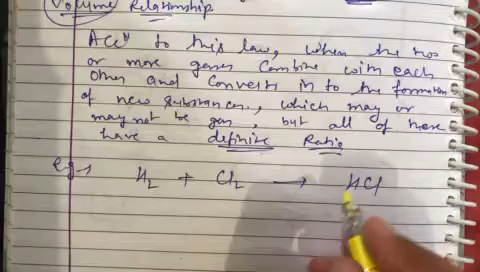 Volume Relationship
Accn to this law, when the two
or more gases combine with each
other and converts in to the formation
of new substances, which may or
may not be gas. but all of these
have a definite Ratio
eg→ H2 + Cl2 → HCl